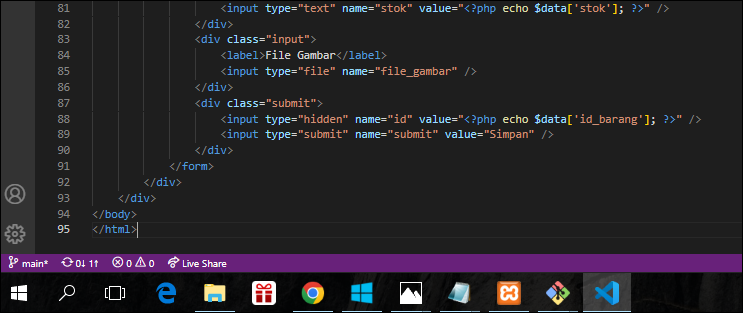 81 <input type="text" name="stok" value="<?php echo $data['stok']; ?>" />
82 </div>
83 <div class="input">
84 <label>File Gambar</label>
85 <input type="file" name="file_gambar" />
86 </div>
87 <div class="submit">
88 <input type="hidden" name="id" value="<?php echo $data['id_barang']; ?>" />
89 <input type="submit" name="submit" value="Simpan" />
90 </div>
91 </form>
92 </div>
93 </div>
94 </body>
95 </html>
main* 0↓ 1↑ 0 0 Live Share